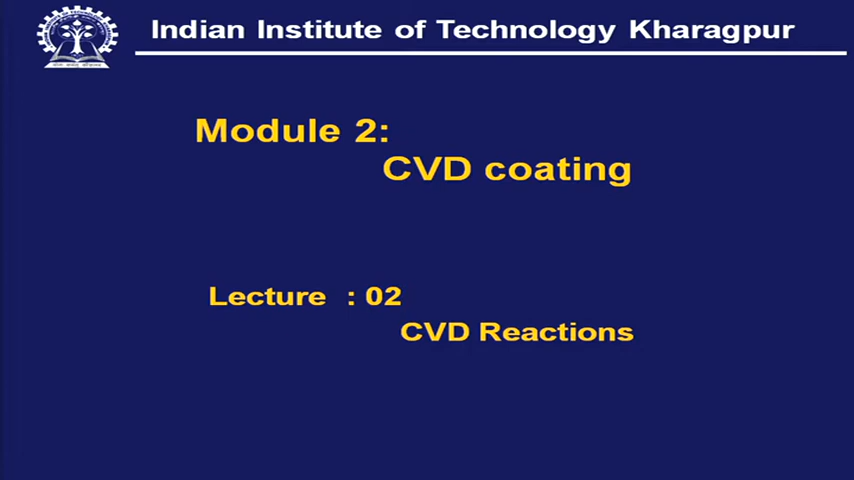 Indian Institute of Technology Kharagpur
Module 2:
CVD coating
Lecture : 02
CVD Reactions